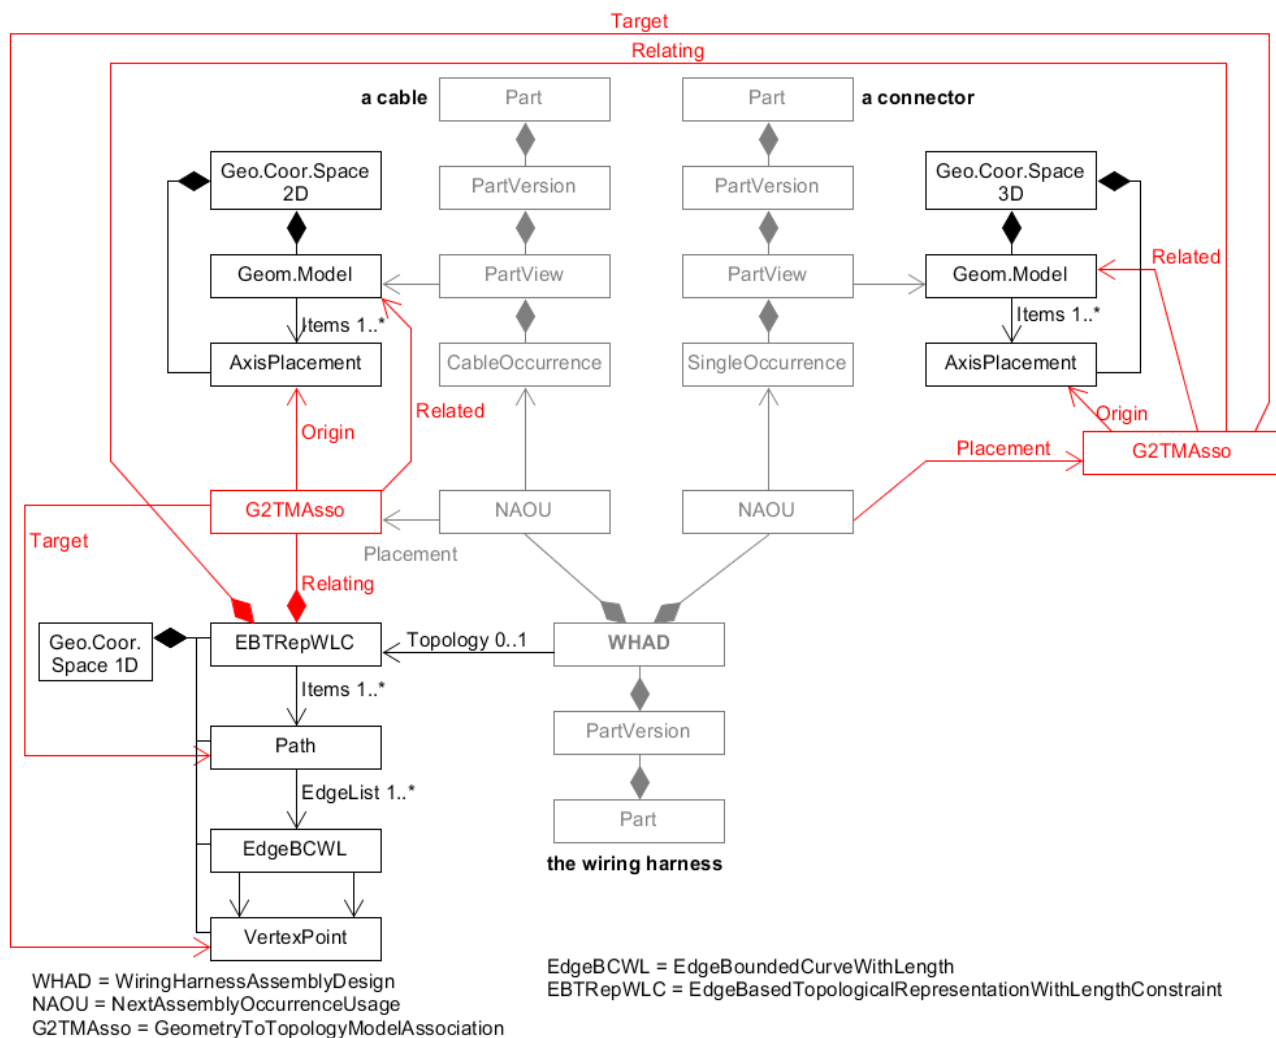 Target
Relating
a cable
Part
Part
a connector
Geo.Coor.Space
2D
PartVersion
PartVersion
Geo.Coor.Space
3D
Geom.Model
PartView
PartView
Geom.Model
Related
Items 1..*
Items 1..*
AxisPlacement
CableOccurrence
SingleOccurrence
AxisPlacement
Related
Origin
Origin
Placement
G2TMAsso
G2TMAsso
NAOU
NAOU
Target
Placement
Relating
Geo.Coor.
Space 1D
EBTRepWLC
Topology 0..1
WHAD
Items 1..*
Path
PartVersion
EdgeList 1..*
Part
EdgeBCWL
the wiring harness
VertexPoint
WHAD = WiringHarnessAssemblyDesign
NAOU = NextAssemblyOccurrenceUsage
G2TMAsso = GeometryToTopologyModelAssociation
EdgeBCWL = EdgeBoundedCurveWithLength
EBTRepWLC = EdgeBasedTopologicalRepresentationWithLengthConstraint